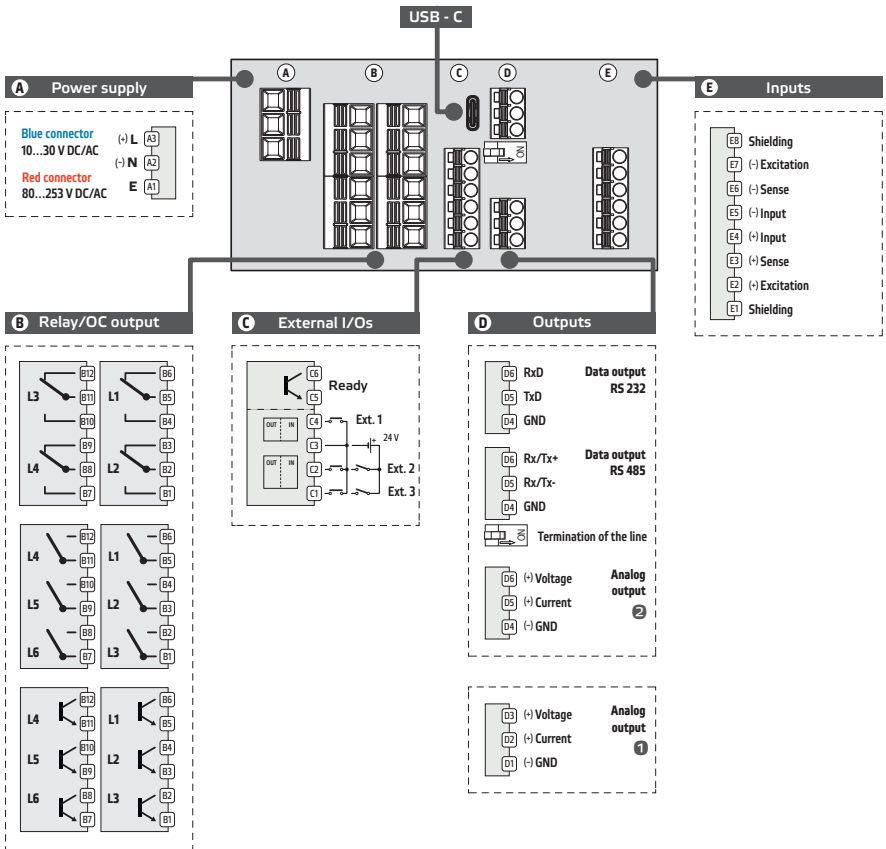 USB - C
A
B
C
D
E
ON
A Power supply
Blue connector
10...30 V DC/AC
Red connector
80...253 V DC/AC
(+) L A3
(-) N A2
E A1
E Inputs
E8 Shielding
E7 (-) Excitation
E6 (-) Sense
E5 (-) Input
E4 (+) Input
E3 (+) Sense
E2 (+) Excitation
E1 Shielding
B Relay/OC output
L3
B12
B11
B10
L4
B9
B8
B7
L1
B6
B5
B4
L2
B3
B2
B1
L4
B12
B11
L5
B10
B9
L6
B8
B7
L1
B6
B5
L2
B4
B3
L3
B2
B1
L4
B12
B11
L5
B10
B9
L6
B8
B7
L1
B6
B5
L2
B4
B3
L3
B2
B1
C External I/Os
C6
C5
Ready
OUT IN
C4 Ext. 1
C3 + 24 V
OUT IN
C2 Ext. 2
C1 Ext. 3
D Outputs
D6 RxD
D5 TxD
D4 GND
Data output
RS 232
D6 Rx/Tx+
D5 Rx/Tx-
D4 GND
Data output
RS 485
ON Termination of the line
D6 (+) Voltage
D5 (+) Current
D4 (-) GND
Analog
output
2
D3 (+) Voltage
D2 (+) Current
D1 (-) GND
Analog
output
1